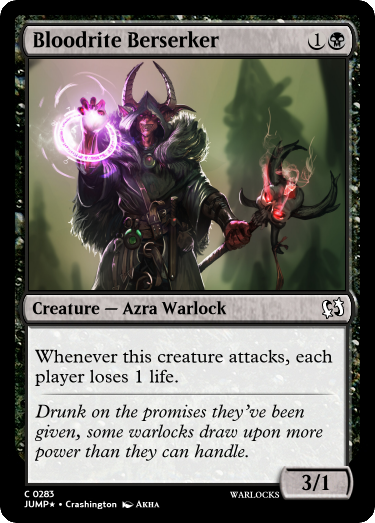 Bloodrite Berserker 1
Creature — Azra Warlock
Whenever this creature attacks, each
player loses 1 life.
Drunk on the promises they’ve been
given, some warlocks draw upon more
power than they can handle.
3/1
C 0283
WARLOCKS
JUMP★ • Crashington Akha